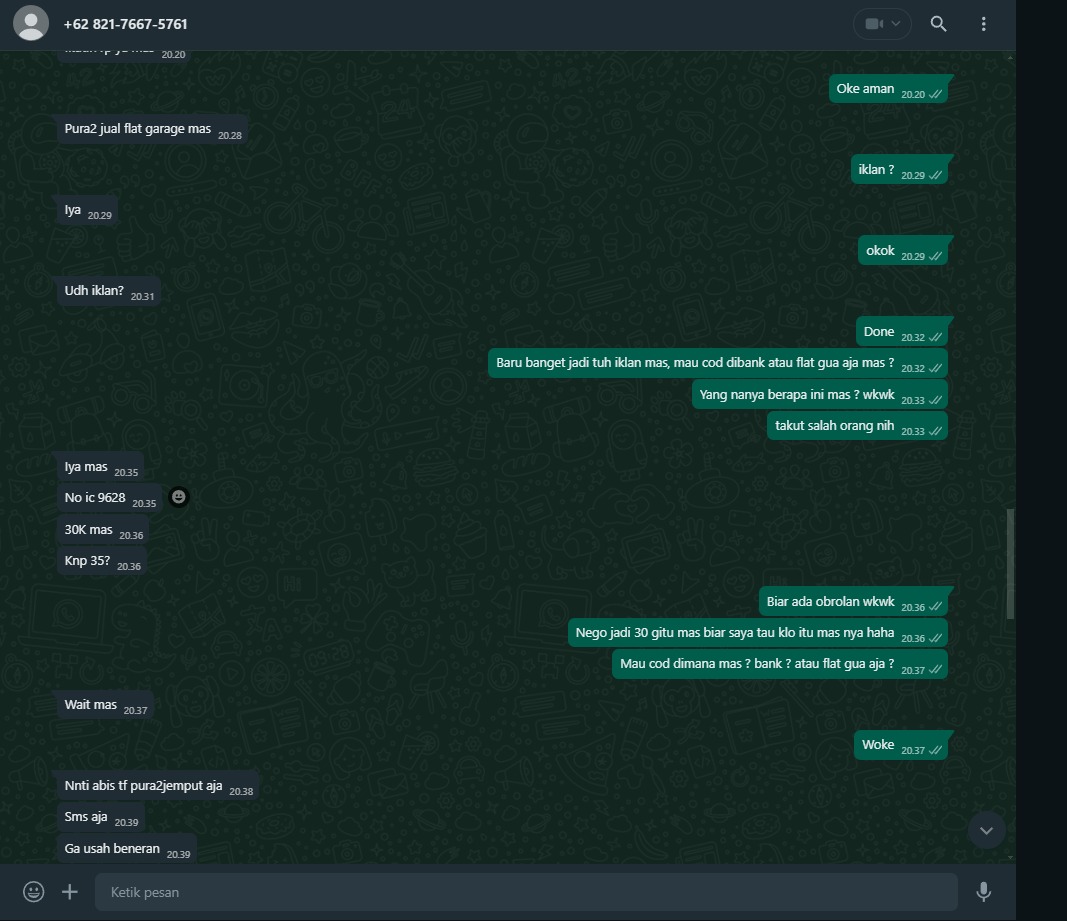 +62 821-7667-5761
20.20
Oke aman 20.20
Pura2 jual flat garage mas 20.28
iklan ? 20.29
Iya 20.29
okok 20.29
Udh iklan? 20.31
Done 20.32
Baru banget jadi tuh iklan mas, mau cod dibank atau flat gua aja mas ? 20.32
Yang nanya berapa ini mas ? wkwk 20.33
takut salah orang nih 20.33
Iya mas 20.35
No ic 9628 20.35
30K mas 20.36
Knp 35? 20.36
Biar ada obrolan wkwk 20.36
Nego jadi 30 gitu mas biar saya tau klo itu mas nya haha 20.36
Mau cod dimana mas ? bank ? atau flat gua aja ? 20.37
Wait mas 20.37
Woke 20.37
Nnti abis tf pura2jemput aja 20.38
Sms aja 20.39
Ga usah beneran 20.39
Ketik pesan